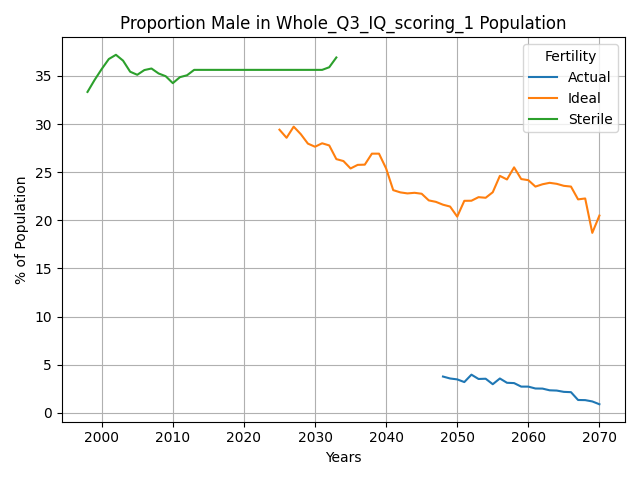 Proportion Male in Whole_Q3_IQ_scoring_1 Population
Fertility
Actual
Ideal
Sterile
% of Population
35
30
25
20
15
10
5
0
2000 2010 2020 2030 2040 2050 2060 2070
Years